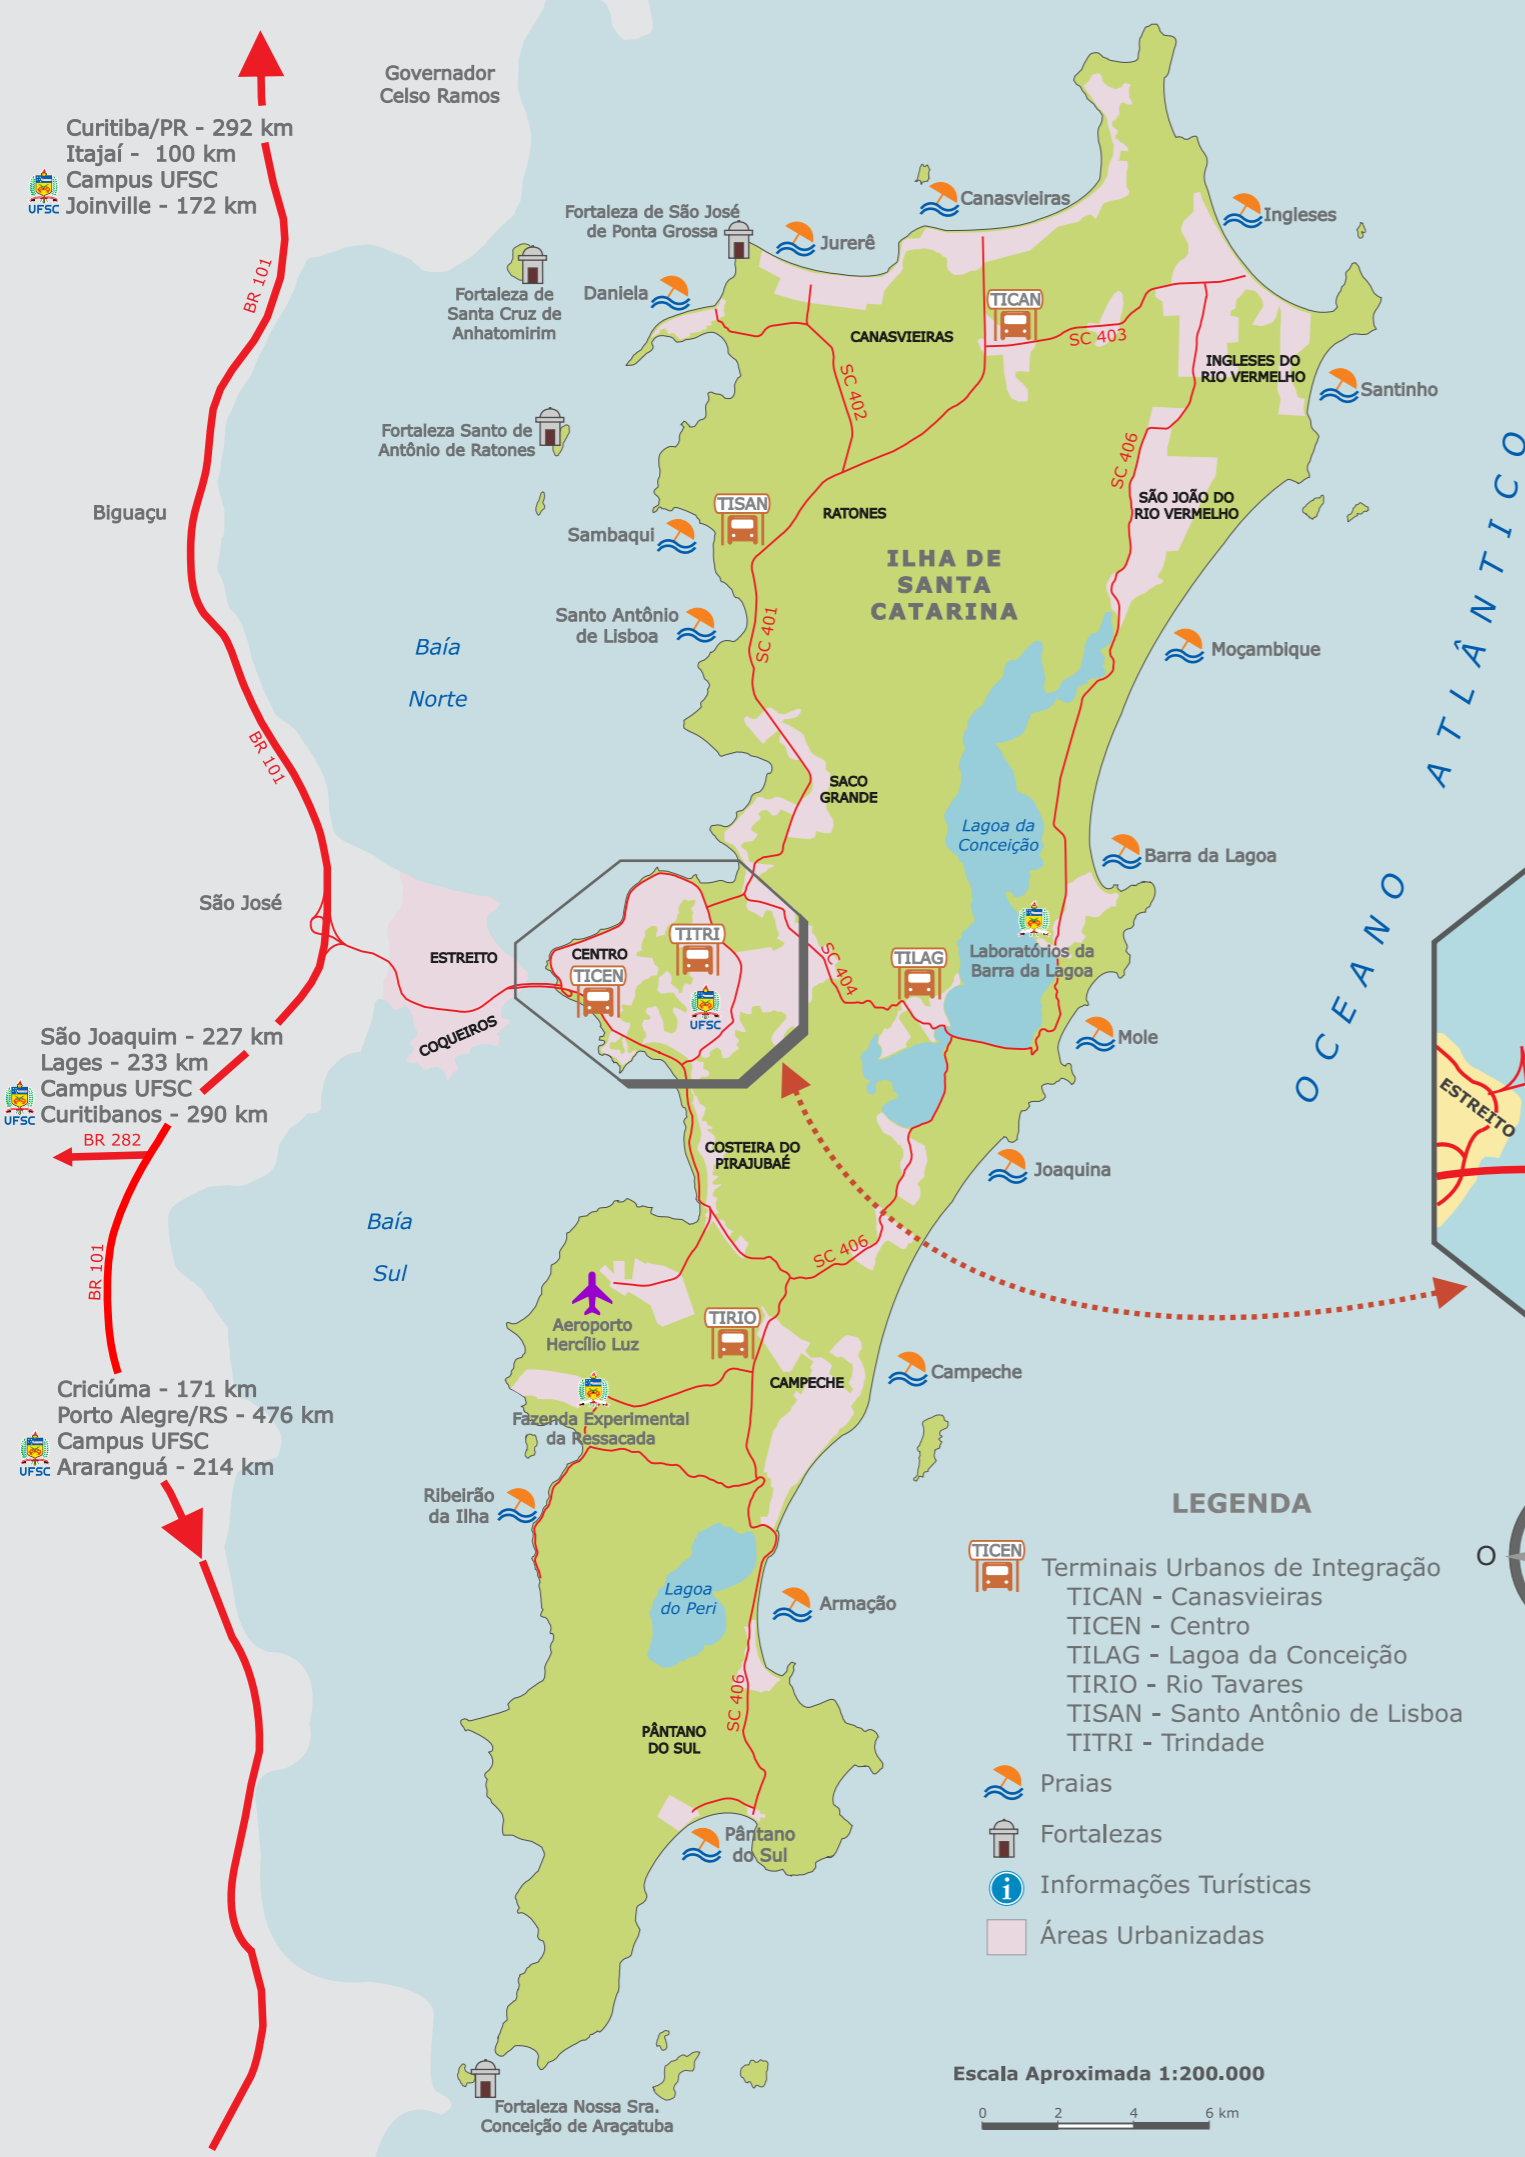 Governador
Celso Ramos
Curitiba/PR - 292 km
Itajaí - 100 km
Campus UFSC
Joinville - 172 km
UFSC
BR 101
Canasvieiras
Ingleses
Fortaleza de São José
de Ponta Grossa
Jurerê
Daniela
Fortaleza de
Santa Cruz de
Anhatomirim
TICAN
CANASVIEIRAS
SC 403
INGLESES DO
RIO VERMELHO
Santinho
SC 402
Fortaleza Santo de
Antônio de Ratones
SC 406
Biguaçu
TISAN
RATONES
SÃO JOÃO DO
RIO VERMELHO
Sambaqui
ILHA DE
SANTA
CATARINA
Santo Antônio
de Lisboa
SC 401
Baía
Norte
Moçambique
OCEANO ATLÂNTICO
BR 101
SACO
GRANDE
Lagoa da
Conceição
Barra da Lagoa
São José
ESTREITO
CENTRO
TITRI
TICEN
UFSC
SC 404
TILAG
Laboratórios da
Barra da Lagoa
COQUEIROS
Mole
São Joaquim - 227 km
Lages - 233 km
Campus UFSC
Curitibanos - 290 km
UFSC
BR 282
ESTREITO
COSTEIRA DO
PIRAJUBAÉ
Joaquina
Baía
Sul
BR 101
SC 406
Aeroporto
Hercílio Luz
TIRIO
CAMPECHE
Campeche
Criciúma - 171 km
Porto Alegre/RS - 476 km
Campus UFSC
Araranguá - 214 km
UFSC
Fazenda Experimental
da Ressacada
Ribeirão
da Ilha
Lagoa
do Peri
Armação
SC 406
PÂNTANO
DO SUL
Pântano
do Sul
Fortaleza Nossa Sra.
Conceição de Araçatuba
LEGENDA
O
TICEN
Terminais Urbanos de Integração
TICAN - Canasvieiras
TICEN - Centro
TILAG - Lagoa da Conceição
TIRIO - Rio Tavares
TISAN - Santo Antônio de Lisboa
TITRI - Trindade
Praias
Fortalezas
i
Informações Turísticas
Áreas Urbanizadas
Escala Aproximada 1:200.000
0 2 4 6 km